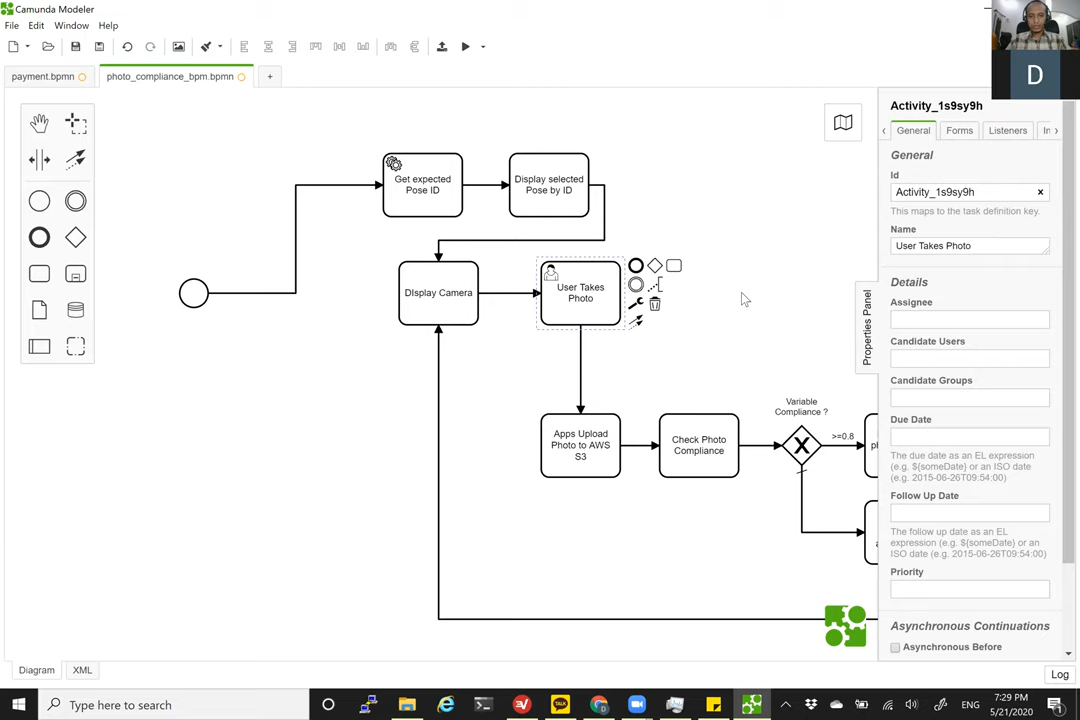 Camunda Modeler
File Edit Window Help
payment.bpmn
photo_compliance_bpm.bpmn
+
D
Activity_1s9sy9h
General Forms Listeners In
General
Id
Activity_1s9sy9h
This maps to the task definition key.
Name
User Takes Photo
Details
Assignee
Candidate Users
Candidate Groups
Due Date
The due date as an EL
expression
(e.g. ${someDate} or an ISO date
(e.g. 2015-06-26T09:54:00)
Follow Up Date
The follow up date as an EL
expression (e.g. ${someDate} or an
ISO date (e.g. 2015-06-26T09:54:00)
Priority
Asynchronous Continuations
Asynchronous Before
Properties Panel
Get expected
Pose ID
Display selected
Pose by ID
DIsplay Camera
User Takes
Photo
Apps Upload
Photo to AWS
S3
Check Photo
Compliance
Variable
Compliance ?
X
>=0.8
Diagram XML
Log
Type here to search
TALK
ENG
7:29 PM
5/21/2020